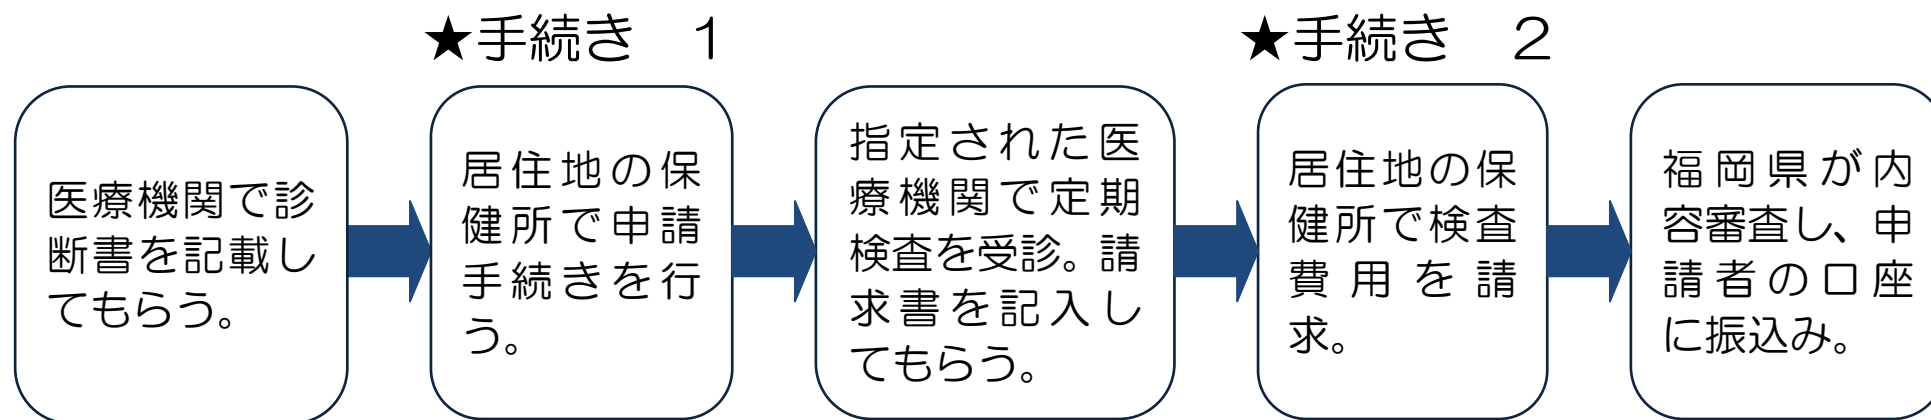 ★手続き　1
★手続き　2
医療機関で診
断書を記載し
てもらう。
居住地の保
健所で申請
手続きを行
う。
指定された医
療機関で定期
検査を受診。請
求書を記入し
てもらう。
居住地の保
健所で検査
費用を請
求。
福岡県が内
容審査し、申
請者の口座
に振込み。